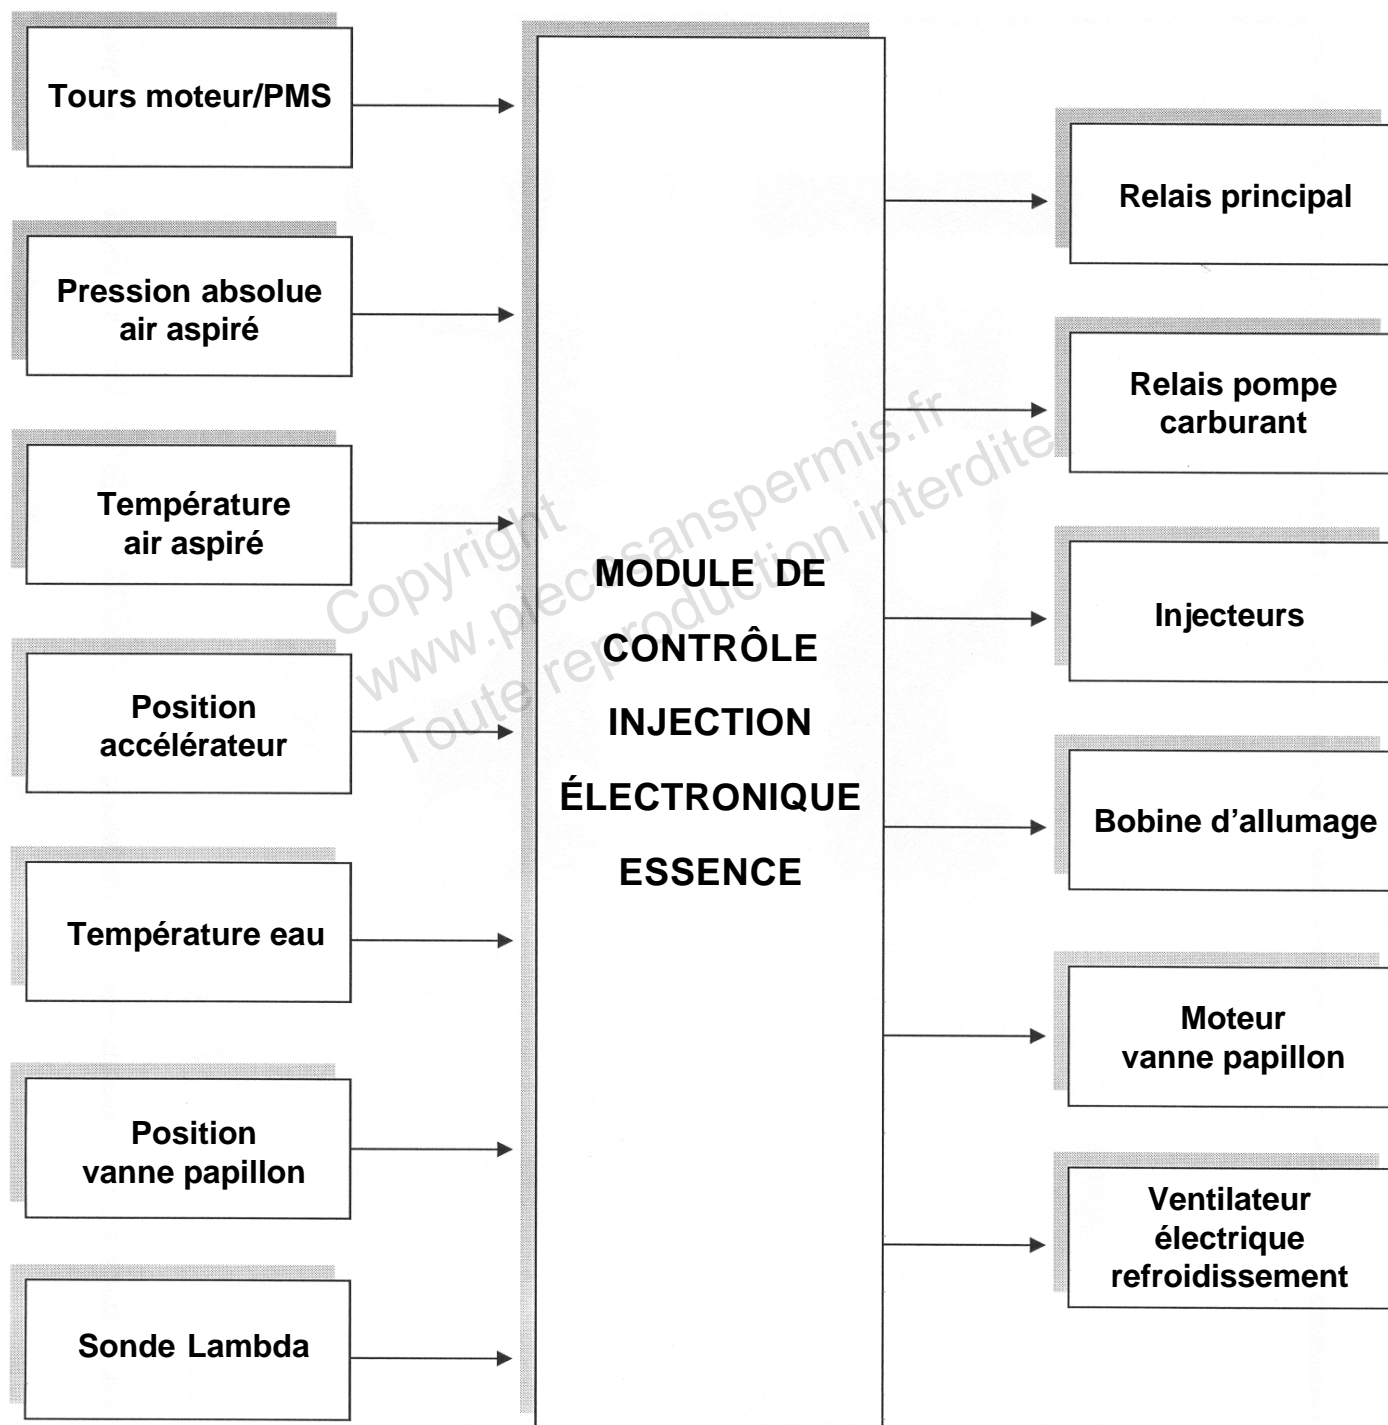 Tours moteur/PMS
Pression absolue
air aspiré
Température
air aspiré
Position
accélérateur
Température eau
Position
vanne papillon
Sonde Lambda
MODULE DE
CONTRÔLE
INJECTION
ÉLECTRONIQUE
ESSENCE
Relais principal
Relais pompe
carburant
Injecteurs
Bobine d’allumage
Moteur
vanne papillon
Ventilateur
électrique
refroidissement
Copyright
www.piecesanspermis.fr
Toute reproduction interdite